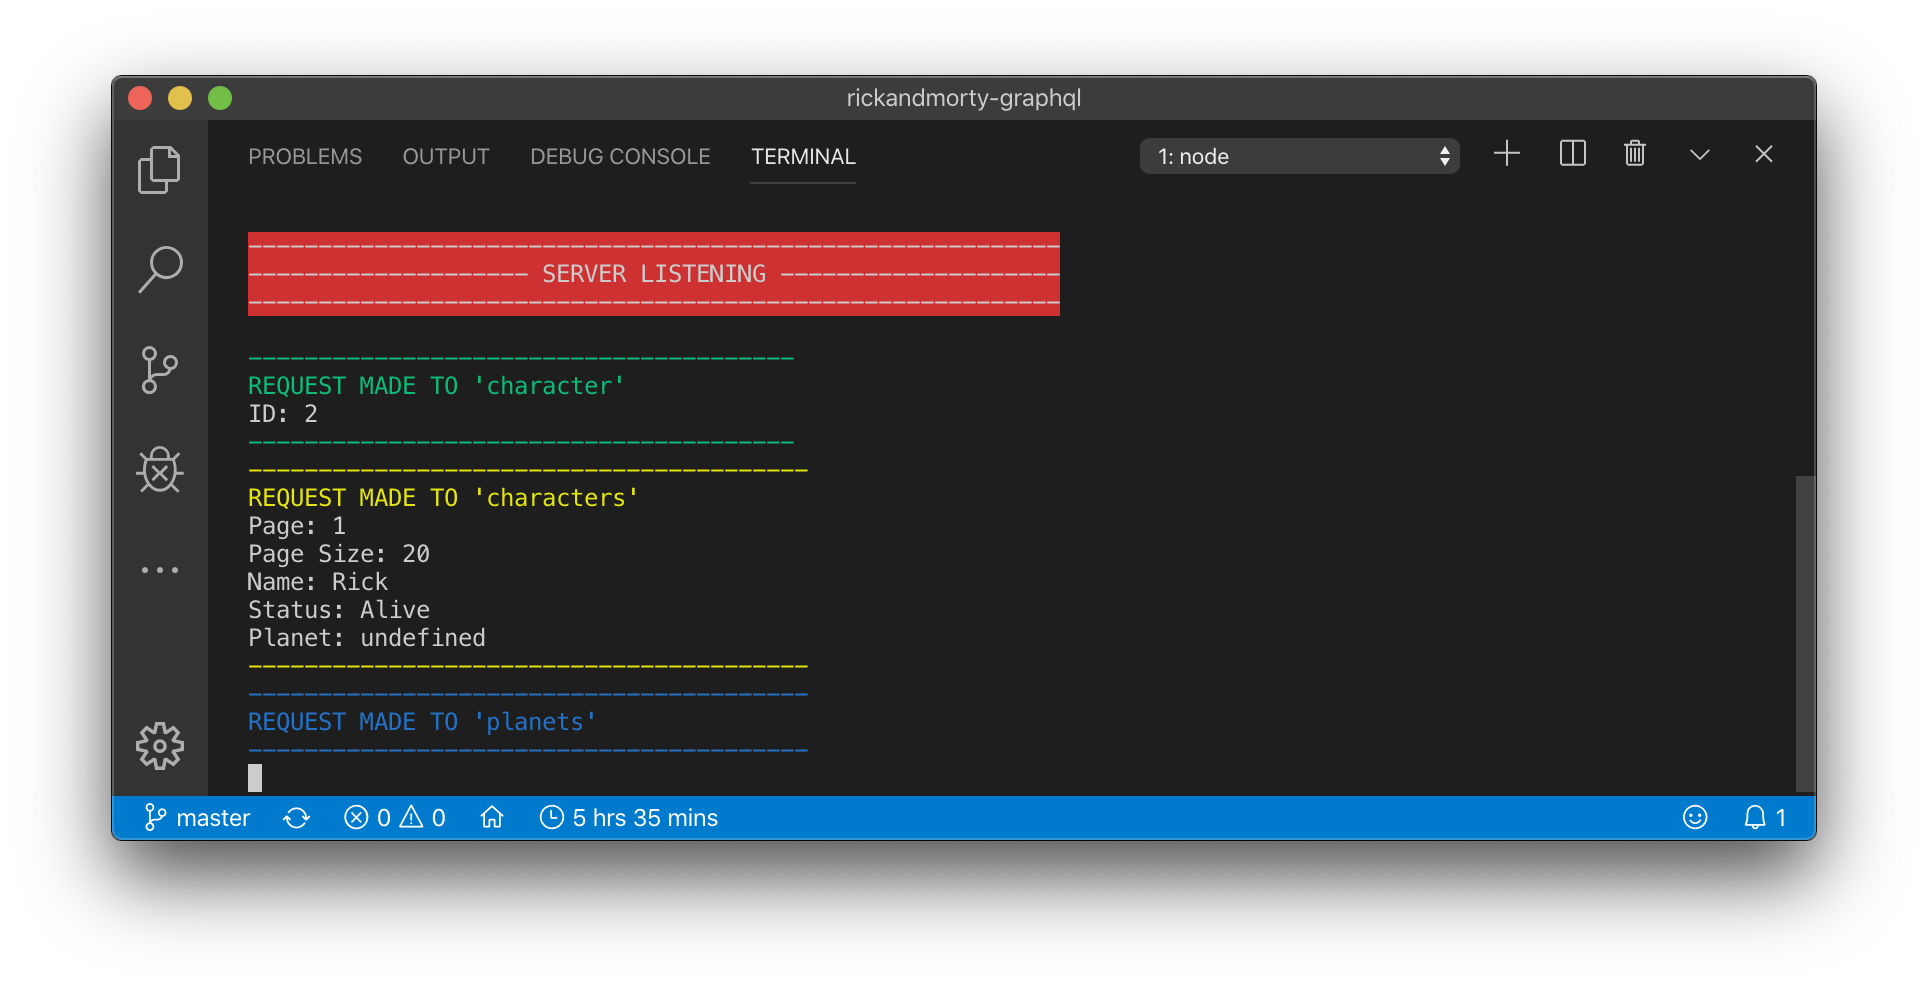 rickandmorty-graphql
PROBLEMS OUTPUT DEBUG CONSOLE TERMINAL 1: node
---------------------------------------------------------- 
-------------------- SERVER LISTENING --------------------
----------------------------------------------------------
---------------------------------------
REQUEST MADE TO 'character'
ID: 2
---------------------------------------
----------------------------------------
REQUEST MADE TO 'characters'
Page: 1
Page Size: 20
Name: Rick
Status: Alive
Planet: undefined
----------------------------------------
----------------------------------------
REQUEST MADE TO 'planets'
----------------------------------------
master 0 0 5 hrs 35 mins 1